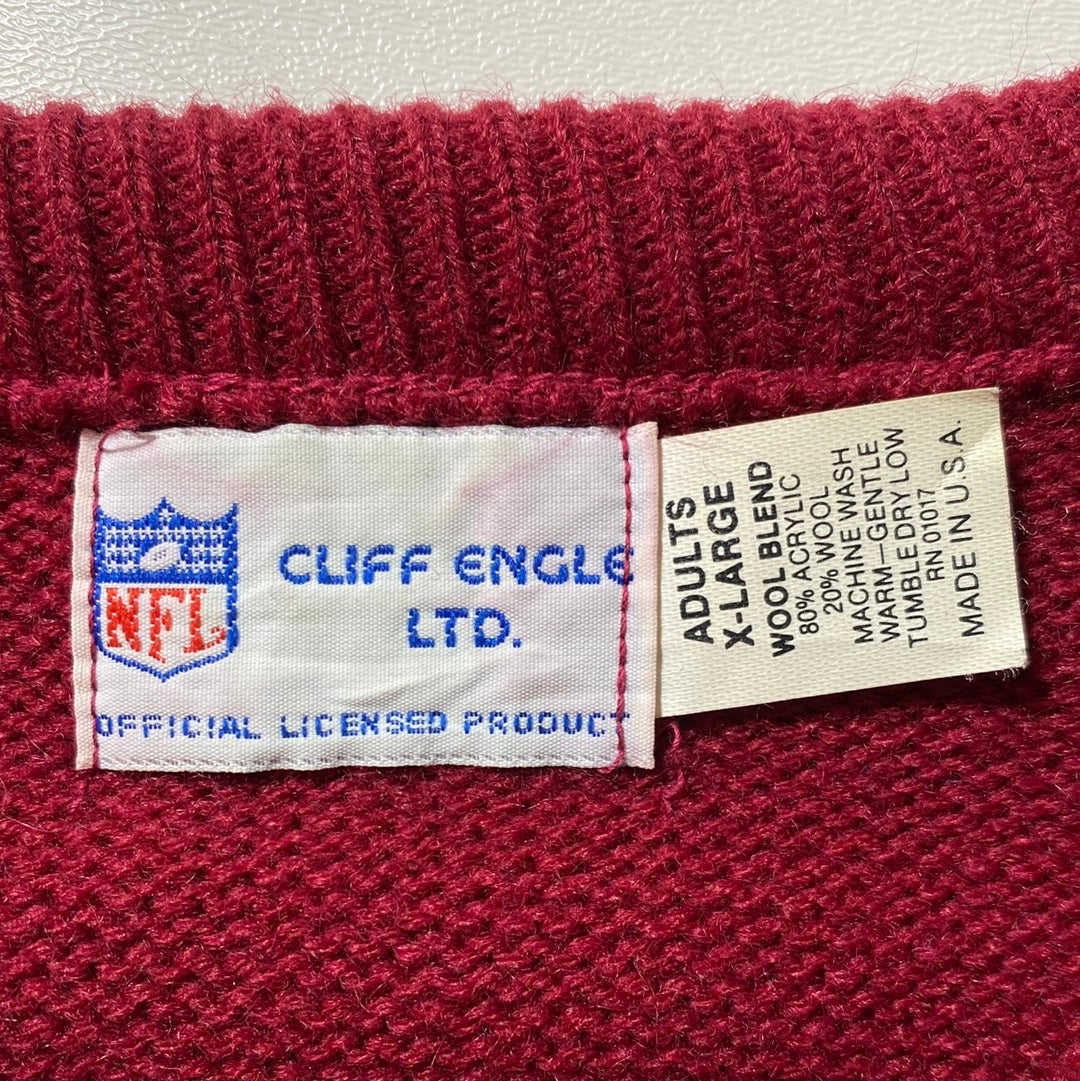 NFL
CLIFF ENGLE
LTD.
OFFICIAL LICENSED PRODUCT
ADULTS
X-LARGE
WOOL BLEND
80% ACRYLIC
20% WOOL
MACHINE WASH
WARM—GENTLE
TUMBLE DRY LOW
RN 01017
MADE IN U.S.A.